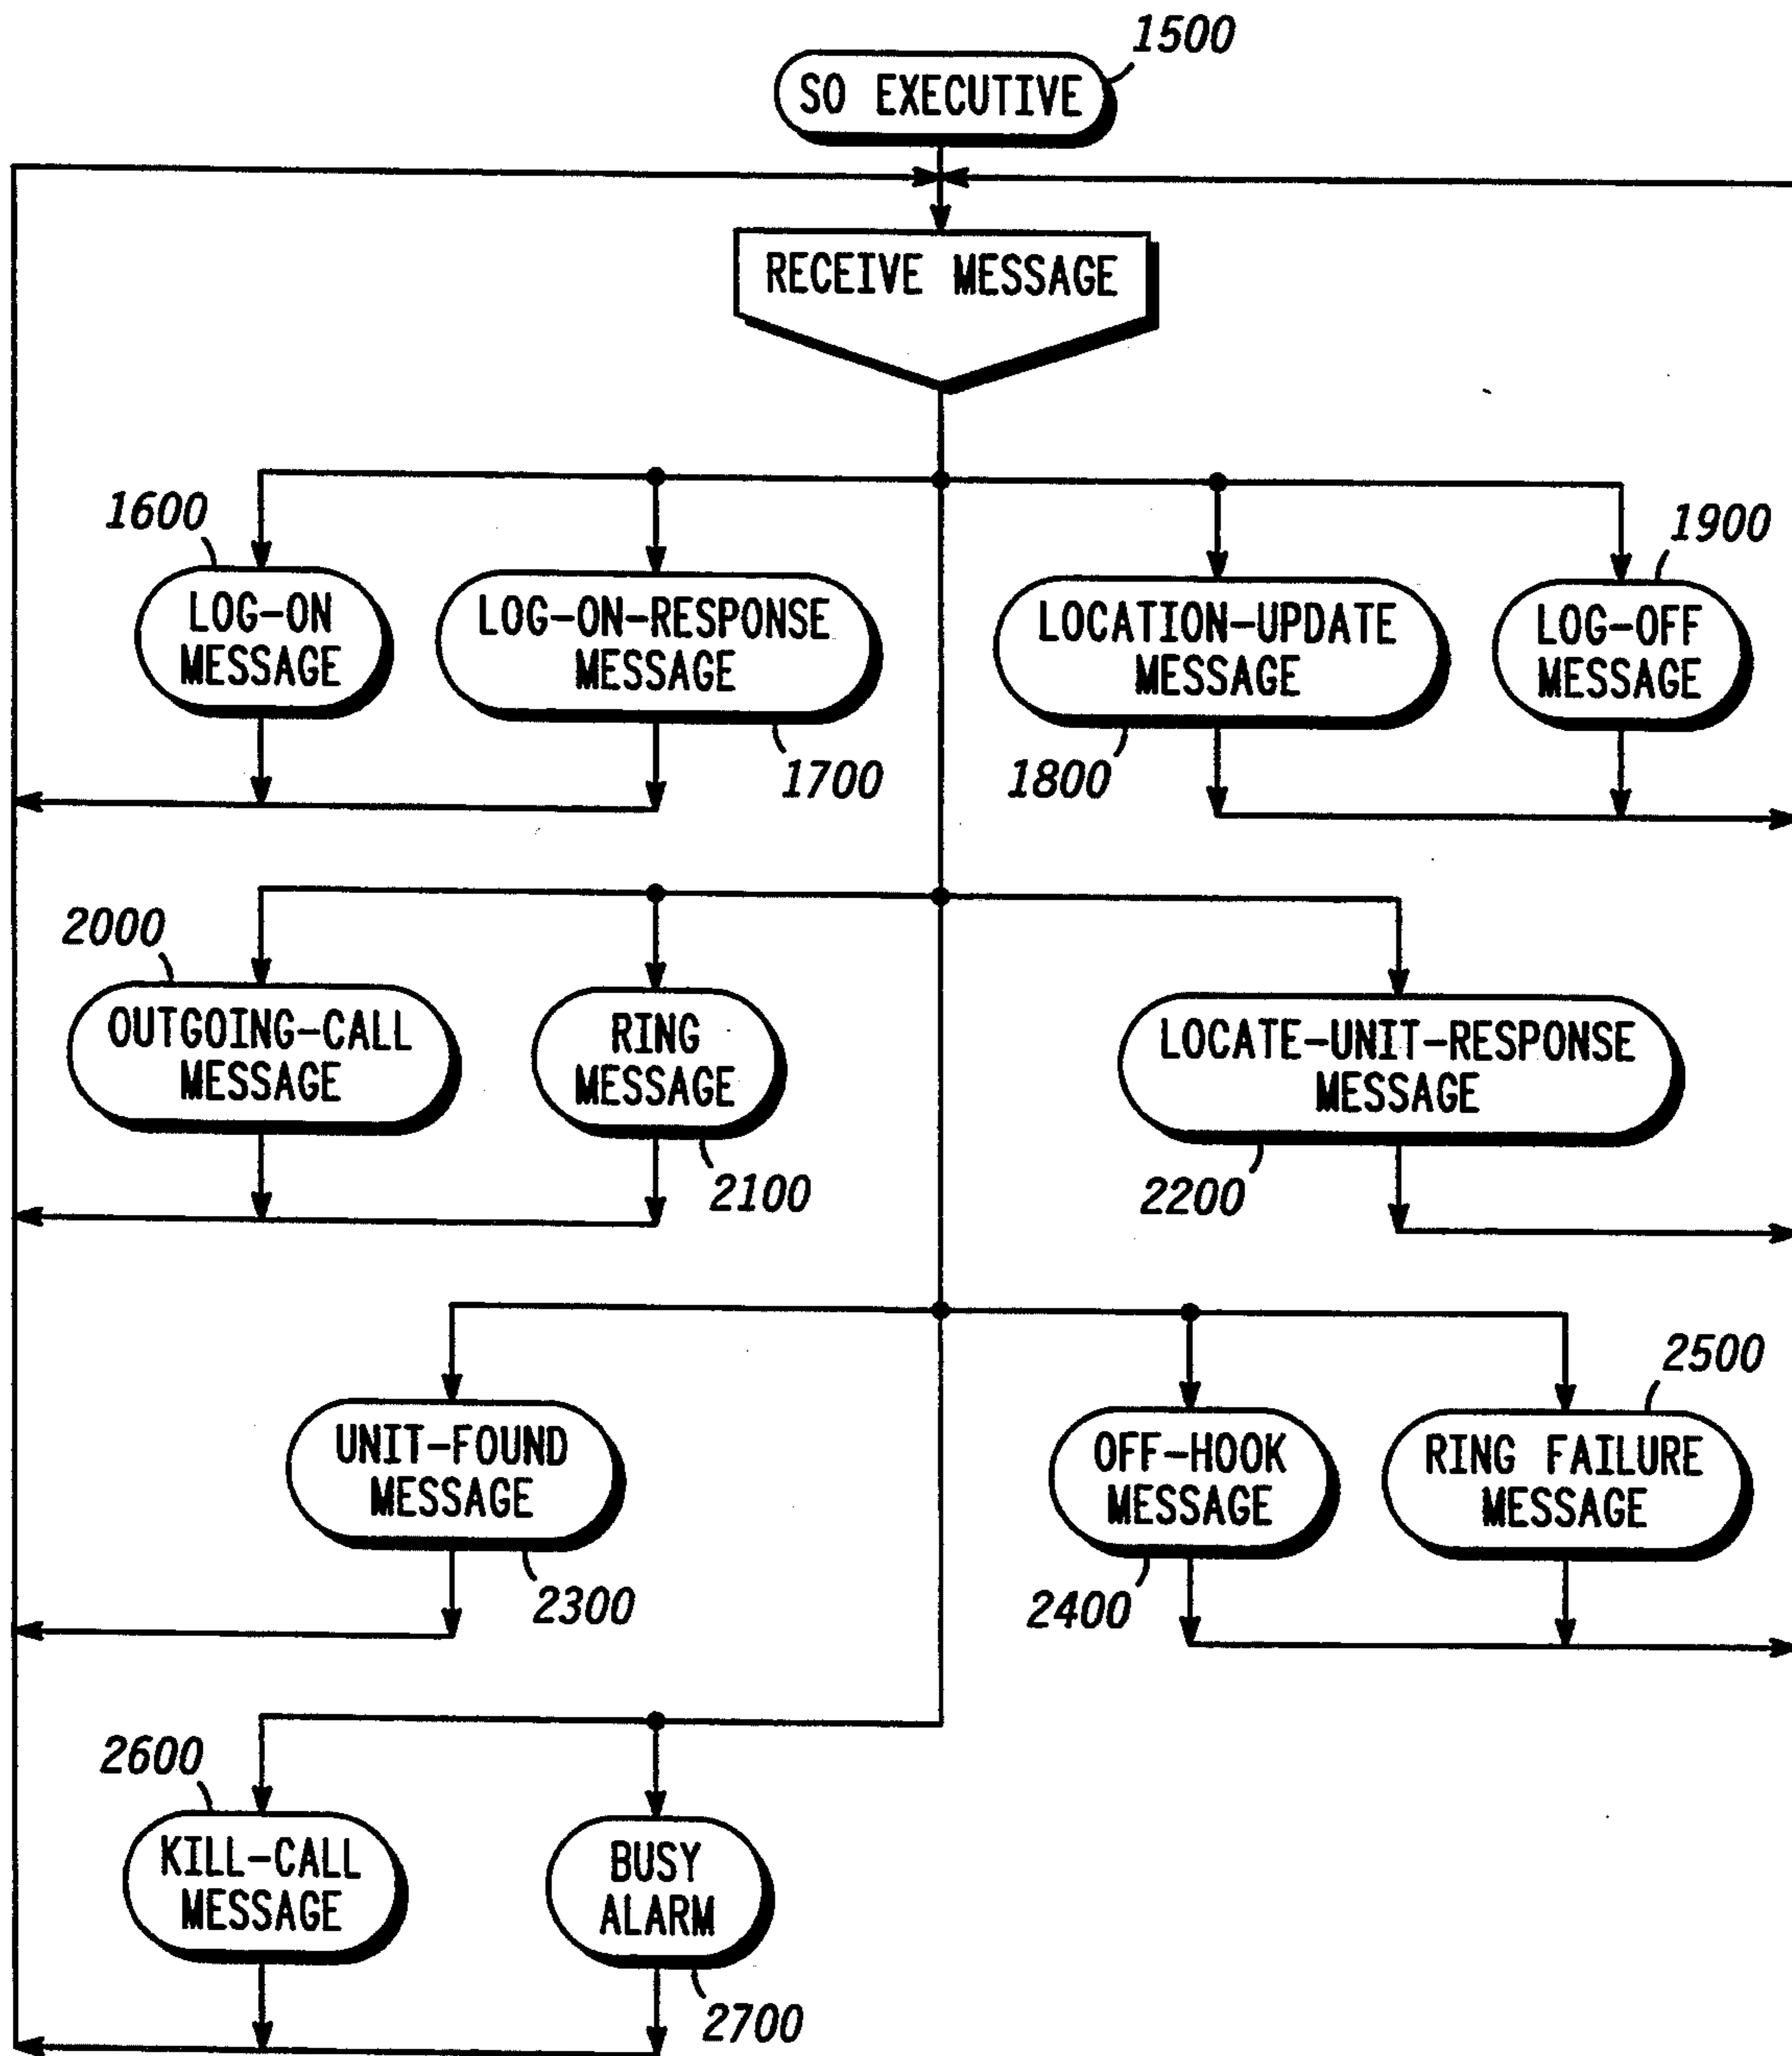 1500
SO EXECUTIVE
RECEIVE MESSAGE
1600
LOG-ON
MESSAGE
LOG-ON-RESPONSE
MESSAGE
1700
LOCATION-UPDATE
MESSAGE
1800
1900
LOG-OFF
MESSAGE
2000
OUTGOING-CALL
MESSAGE
RING
MESSAGE
2100
LOCATE-UNIT-RESPONSE
MESSAGE
2200
UNIT-FOUND
MESSAGE
2300
OFF-HOOK
MESSAGE
2400
2500
RING FAILURE
MESSAGE
2600
KILL-CALL
MESSAGE
BUSY
ALARM
2700